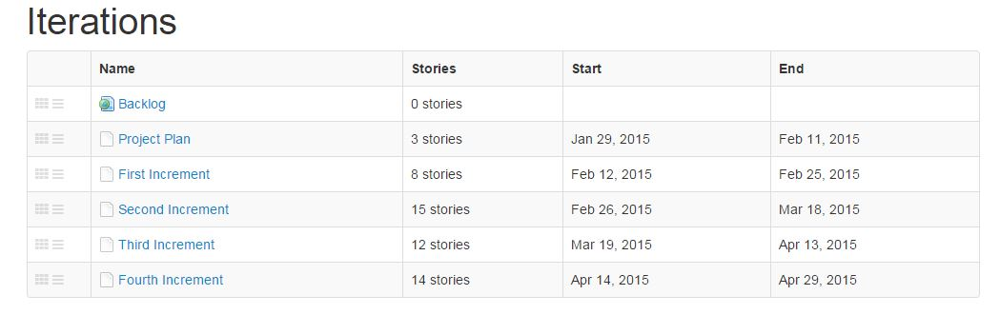 Iterations
Name Stories Start End
Backlog 0 stories
Project Plan 3 stories Jan 29, 2015 Feb 11, 2015
First Increment 8 stories Feb 12, 2015 Feb 25, 2015
Second Increment 15 stories Feb 26, 2015 Mar 18, 2015
Third Increment 12 stories Mar 19, 2015 Apr 13, 2015
Fourth Increment 14 stories Apr 14, 2015 Apr 29, 2015